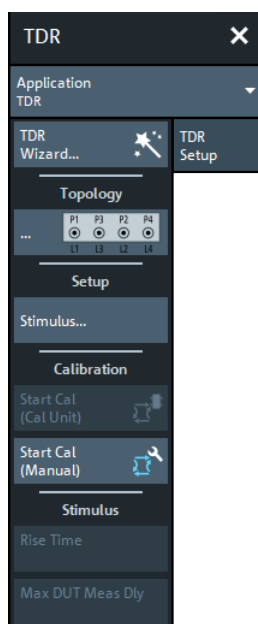 TDR
Application
TDR
TDR
Wizard...
TDR
Setup
Topology
...
P1 P3 P2 P4
L1 L3 L2 L4
Setup
Stimulus...
Calibration
Start Cal
(Cal Unit)
Start Cal
(Manual)
Stimulus
Rise Time
Max DUT Meas Dly